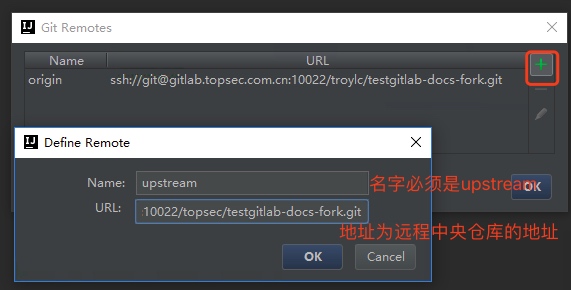 Git Remotes
Name URL
origin ssh://git@gitlab.topsec.com.cn:10022/troylc/testgitlab-docs-fork.git
Define Remote
Name: upstream 名字必须是upstream
URL: :10022/topsec/testgitlab-docs-fork.git
地址为远程中央仓库的地址
OK
OK Cancel